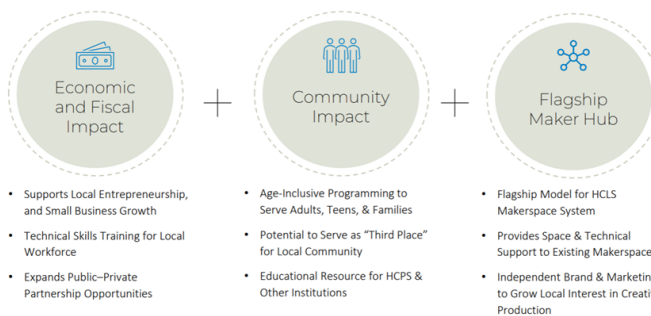 Economic
and Fiscal
Impact
Community
Impact
Flagship
Maker Hub
• Supports Local Entrepreneurship,
and Small Business Growth
• Technical Skills Training for Local
Workforce
• Expands Public–Private
Partnership Opportunities
• Age-Inclusive Programming to
Serve Adults, Teens, & Families
• Potential to Serve as “Third Place”
for Local Community
• Educational Resource for HCPS &
Other Institutions
• Flagship Model for HCLS
Makerspace System
• Provides Space & Technical
Support to Existing Makerspace
• Independent Brand & Marketin
to Grow Local Interest in Creati
Production